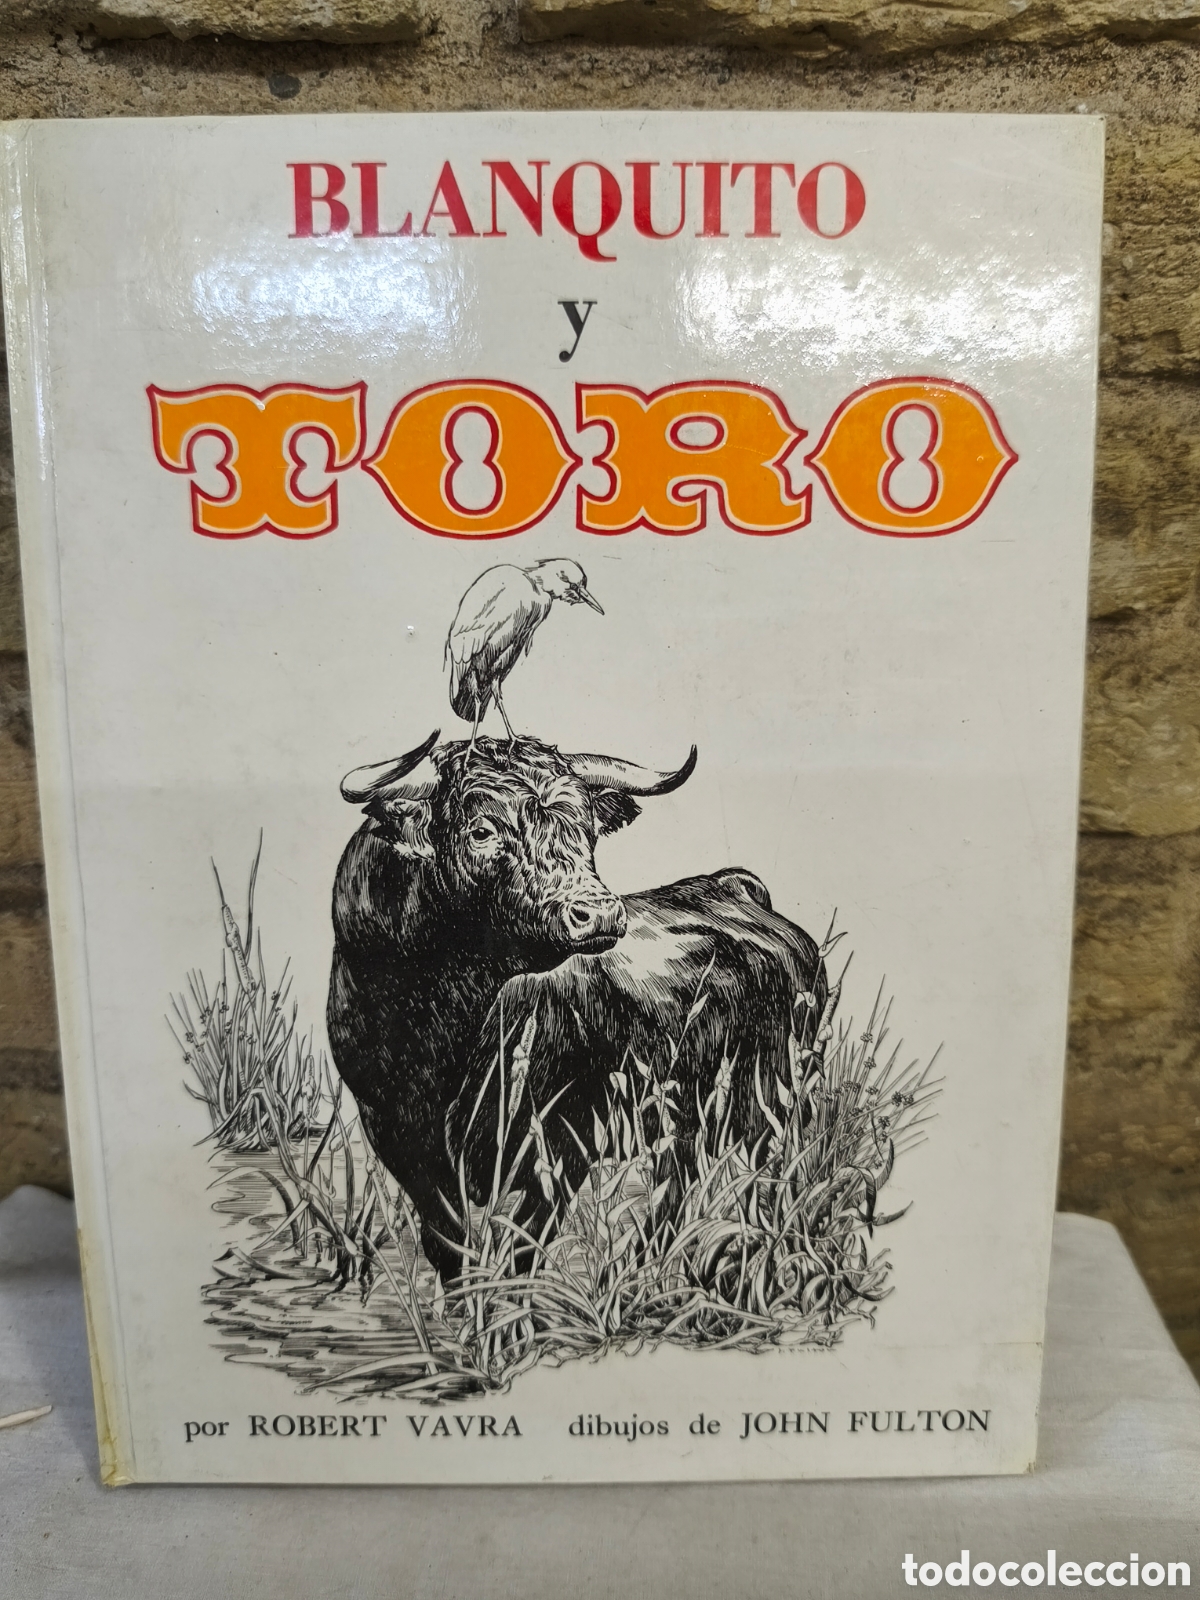 BLANQUITO
y
TORO
por ROBERT VAVRA dibujos de JOHN FULTON
todocoleccion